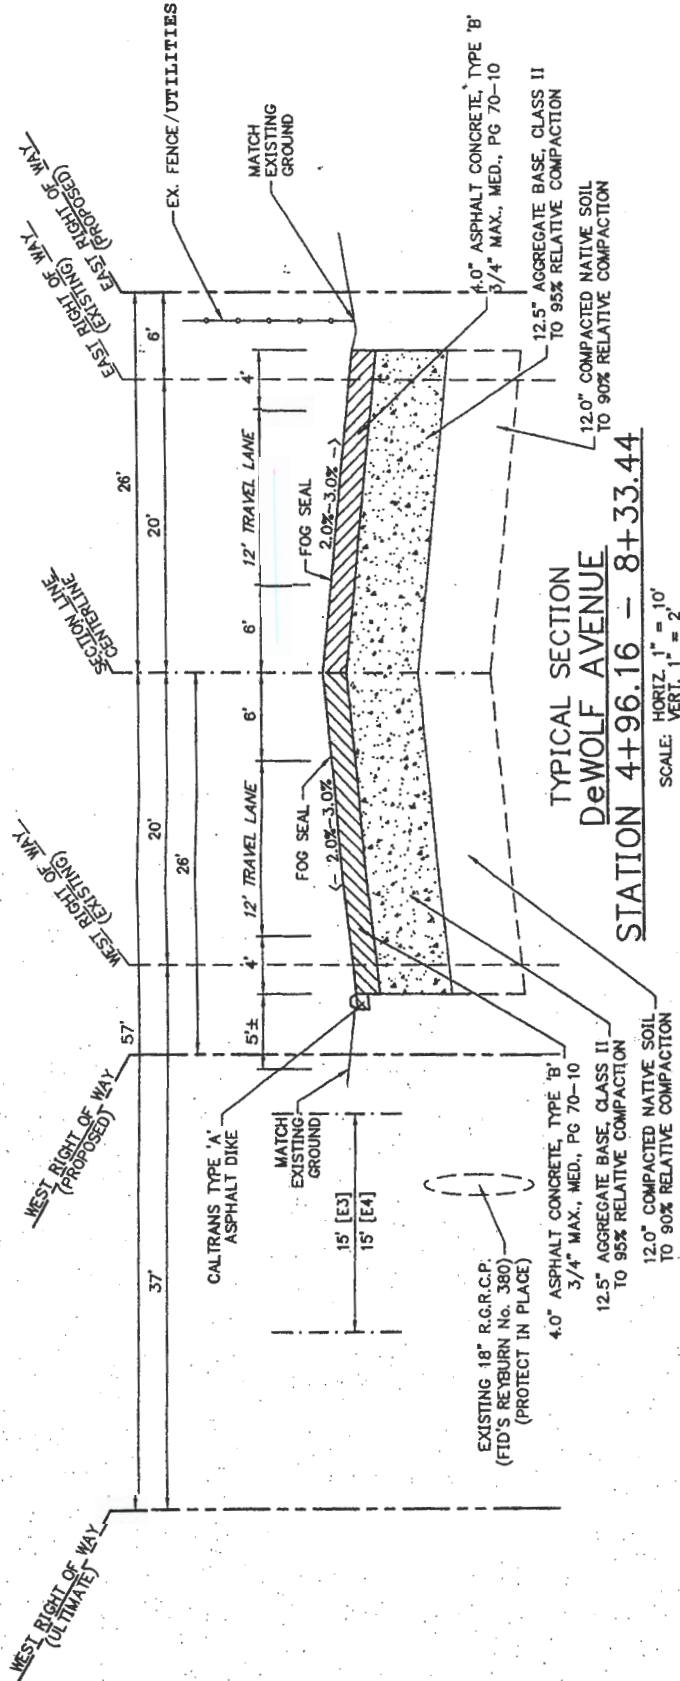 WEST RIGHT OF WAY
(ULTIMATE)
WEST RIGHT OF WAY
(PROPOSED)
WEST RIGHT OF WAY
(EXISTING)
SECTION LINE
CENTERLINE
EAST RIGHT OF WAY
(EXISTING)
EAST RIGHT OF WAY
(PROPOSED)
57'
26'
37'
20'
20'
6'
26'
5'±
4'
12' TRAVEL LANE
6'
6'
12' TRAVEL LANE
4'
EX. FENCE/UTILITIES
CALTRANS TYPE 'A'
ASPHALT DIKE
MATCH
EXISTING
GROUND
FOG SEAL
2.0%-3.0%
FOG SEAL
2.0%-3.0%
MATCH
EXISTING
GROUND
15' [E3]
15' [E4]
EXISTING 18" R.G.R.C.P.
(FID'S REYBURN No. 380)
(PROTECT IN PLACE)
4.0" ASPHALT CONCRETE, TYPE 'B'
3/4" MAX., MED., PG 70-10
12.5" AGGREGATE BASE, CLASS II
TO 95% RELATIVE COMPACTION
12.0" COMPACTED NATIVE SOIL
TO 90% RELATIVE COMPACTION
4.0" ASPHALT CONCRETE, TYPE 'B'
3/4" MAX., MED., PG 70-10
12.5" AGGREGATE BASE, CLASS II
TO 95% RELATIVE COMPACTION
12.0" COMPACTED NATIVE SOIL
TO 90% RELATIVE COMPACTION
TYPICAL SECTION
DeWOLF AVENUE
STATION 4+96.16 - 8+33.44
SCALE: HORIZ. 1" = 10'
VERT. 1" = 2'